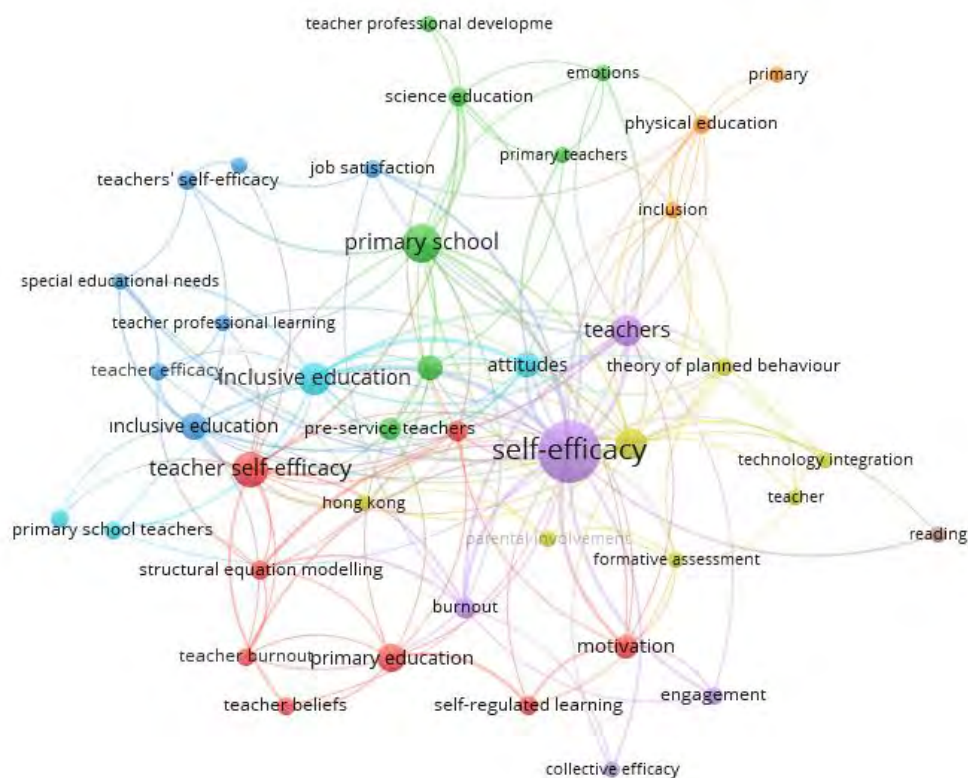 teacher professional developme
emotions
primary
science education
physical education
primary teachers
job satisfaction
teachers' self-efficacy
inclusion
primary school
special educational needs
teacher professional learning
teachers
theory of planned behaviour
attitudes
teacher efficacy
inclusive education
inclusive education
pre-service teachers
self-efficacy
technology integration
teacher self-efficacy
teacher
hong kong
primary school teachers
reading
parental involvement
formative assessment
structural equation modelling
burnout
motivation
teacher burnout
primary education
engagement
teacher beliefs
self-regulated learning
collective efficacy